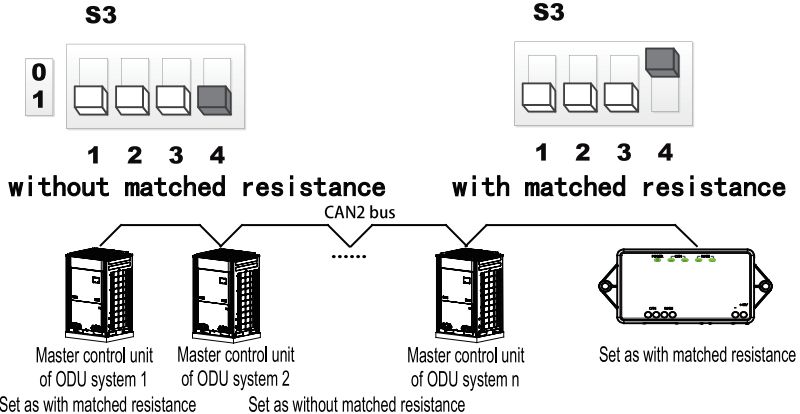 S3
S3
0
1
1 2 3 4
1 2 3 4
without matched resistance
with matched resistance
CAN2 bus
......
Master control unit
of ODU system 1
Master control unit
of ODU system 2
Master control unit
of ODU system n
Set as with matched resistance
Set as with matched resistance
Set as without matched resistance